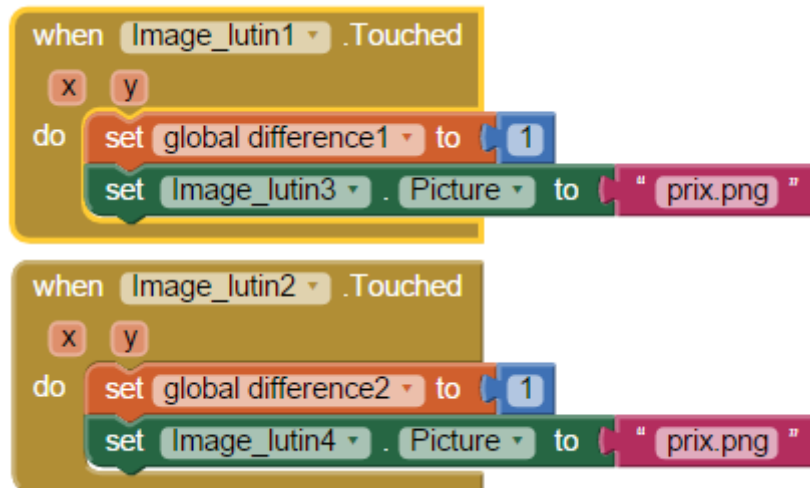 when Image_lutin1 .Touched
x y
do set global difference1 to 1
set Image_lutin3 . Picture to “ prix.png ”
when Image_lutin2 .Touched
x y
do set global difference2 to 1
set Image_lutin4 . Picture to “ prix.png ”